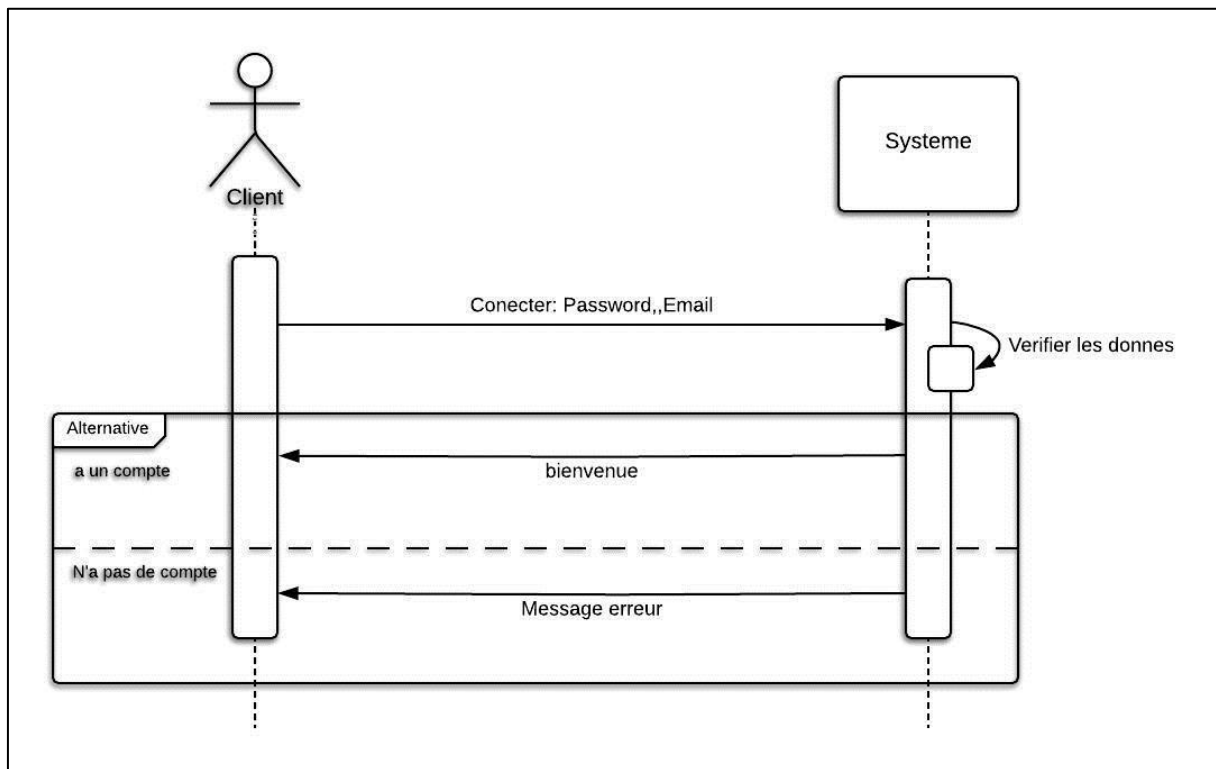 Client
Systeme
Conecter: Password,,Email
Verifier les donnes
Alternative
a un compte
bienvenue
N'a pas de compte
Message erreur